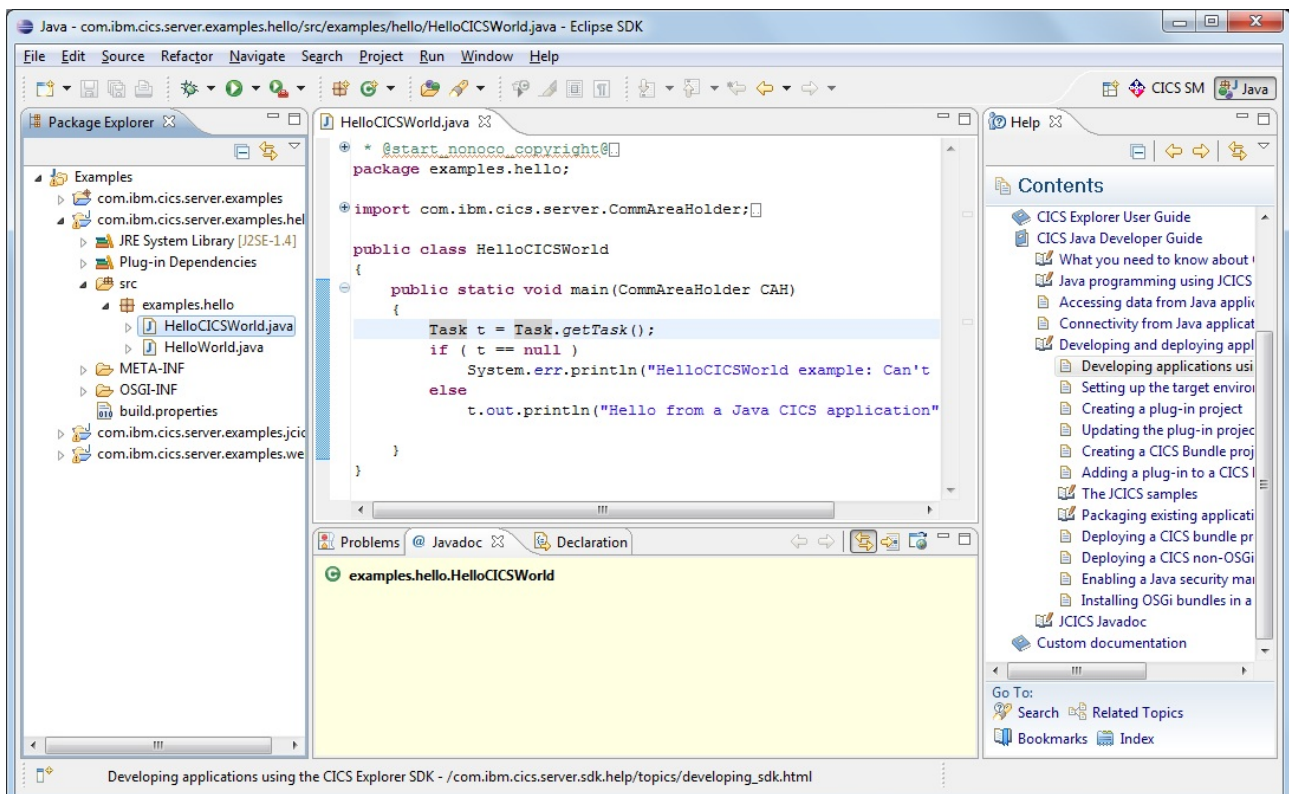 Java - com.ibm.cics.server.examples.hello/src/examples/hello/HelloCICSWorld.java - Eclipse SDK
File Edit Source Refactor Navigate Search Project Run Window Help
CICS SM Java
Package Explorer
Examples
com.ibm.cics.server.examples
com.ibm.cics.server.examples.hel
JRE System Library [J2SE-1.4]
Plug-in Dependencies
src
examples.hello
HelloCICSWorld.java
HelloWorld.java
META-INF
OSGI-INF
build.properties
com.ibm.cics.server.examples.jcic
com.ibm.cics.server.examples.we
HelloCICSWorld.java
* @start_nonoco_copyright@
package examples.hello;
import com.ibm.cics.server.CommAreaHolder;
public class HelloCICSWorld
{
public static void main(CommAreaHolder CAH)
{
Task t = Task.getTask();
if ( t == null )
System.err.println("HelloCICSWorld example: Can't
else
t.out.println("Hello from a Java CICS application"
}
}
Problems @ Javadoc Declaration
examples.hello.HelloCICSWorld
Help
Contents
CICS Explorer User Guide
CICS Java Developer Guide
What you need to know about
Java programming using JCICS
Accessing data from Java applic
Connectivity from Java applicat
Developing and deploying appl
Developing applications usi
Setting up the target enviro
Creating a plug-in project
Updating the plug-in projec
Creating a CICS Bundle proj
Adding a plug-in to a CICS
The JCICS samples
Packaging existing applicati
Deploying a CICS bundle pr
Deploying a CICS non-OSGi
Enabling a Java security ma
Installing OSGi bundles in a
JCICS Javadoc
Custom documentation
Go To:
Search Related Topics
Bookmarks Index
Developing applications using the CICS Explorer SDK - /com.ibm.cics.server.sdk.help/topics/developing_sdk.html